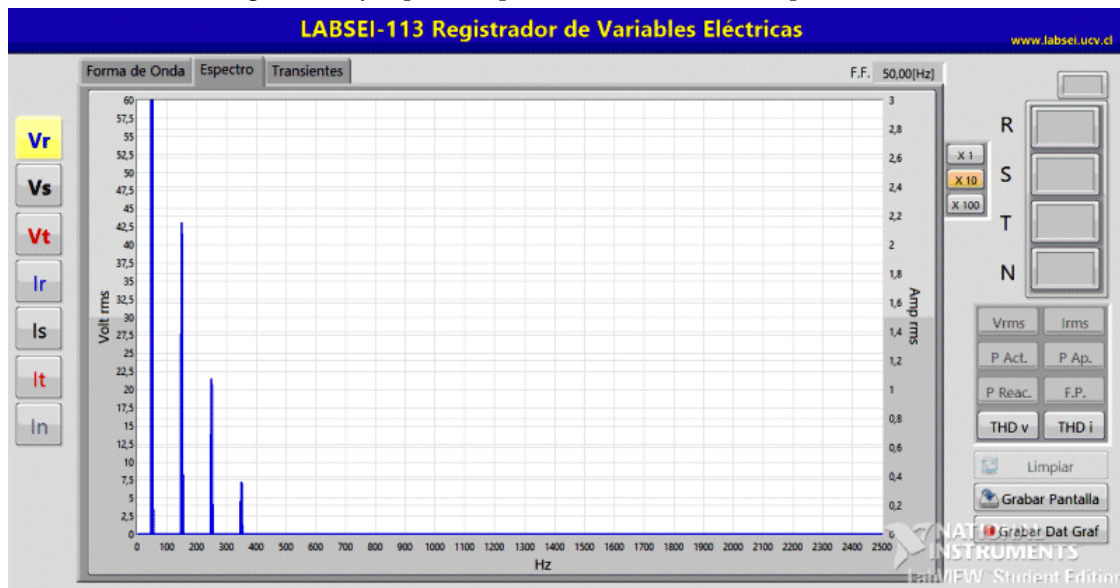 LABSEI-113 Registrador de Variables Eléctricas
www.labsei.ucv.cl
Forma de Onda Espectro Transientes
F.F. 50,00[Hz]
Vr
Vs
Vt
Ir
Is
It
In
Volt rms
60
57,5
55
52,5
50
47,5
45
42,5
40
37,5
35
32,5
30
27,5
25
22,5
20
17,5
15
12,5
10
7,5
5
2,5
0
0 100 200 300 400 500 600 700 800 900 1000 1100 1200 1300 1400 1500 1600 1700 1800 1900 2000 2100 2200 2300 2400 2500
Hz
3
2,8
2,6
2,4
2,2
2
1,8
1,6
1,4
1,2
1
0,8
0,6
0,4
0,2
0
Amp rms
X 1
X 10
X 100
R
S
T
N
Vrms Irms
P Act. P Ap.
P Reac. F.P.
THD v THD i
Limpiar
Grabar Pantalla
Grabar Dat Graf
NATIONAL
INSTRUMENTS
LabVIEW Student Editio